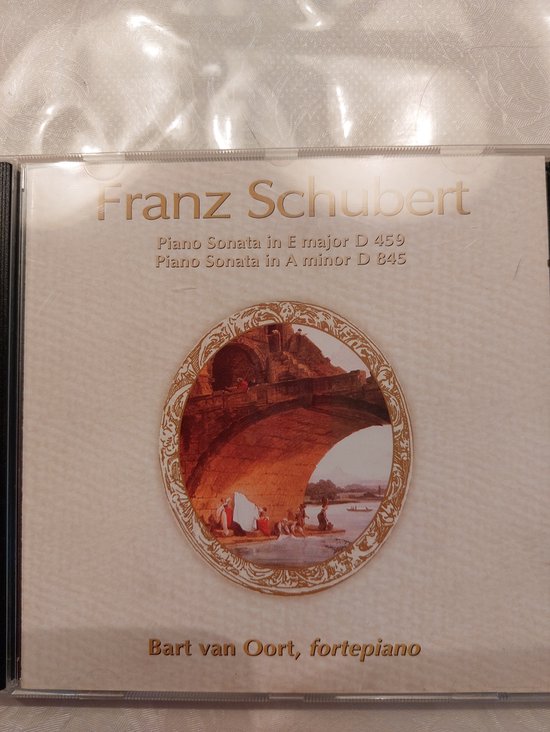 Franz Schubert
Piano Sonata in E major D 459
Piano Sonata in A minor D 845
Bart van Oort, fortepiano